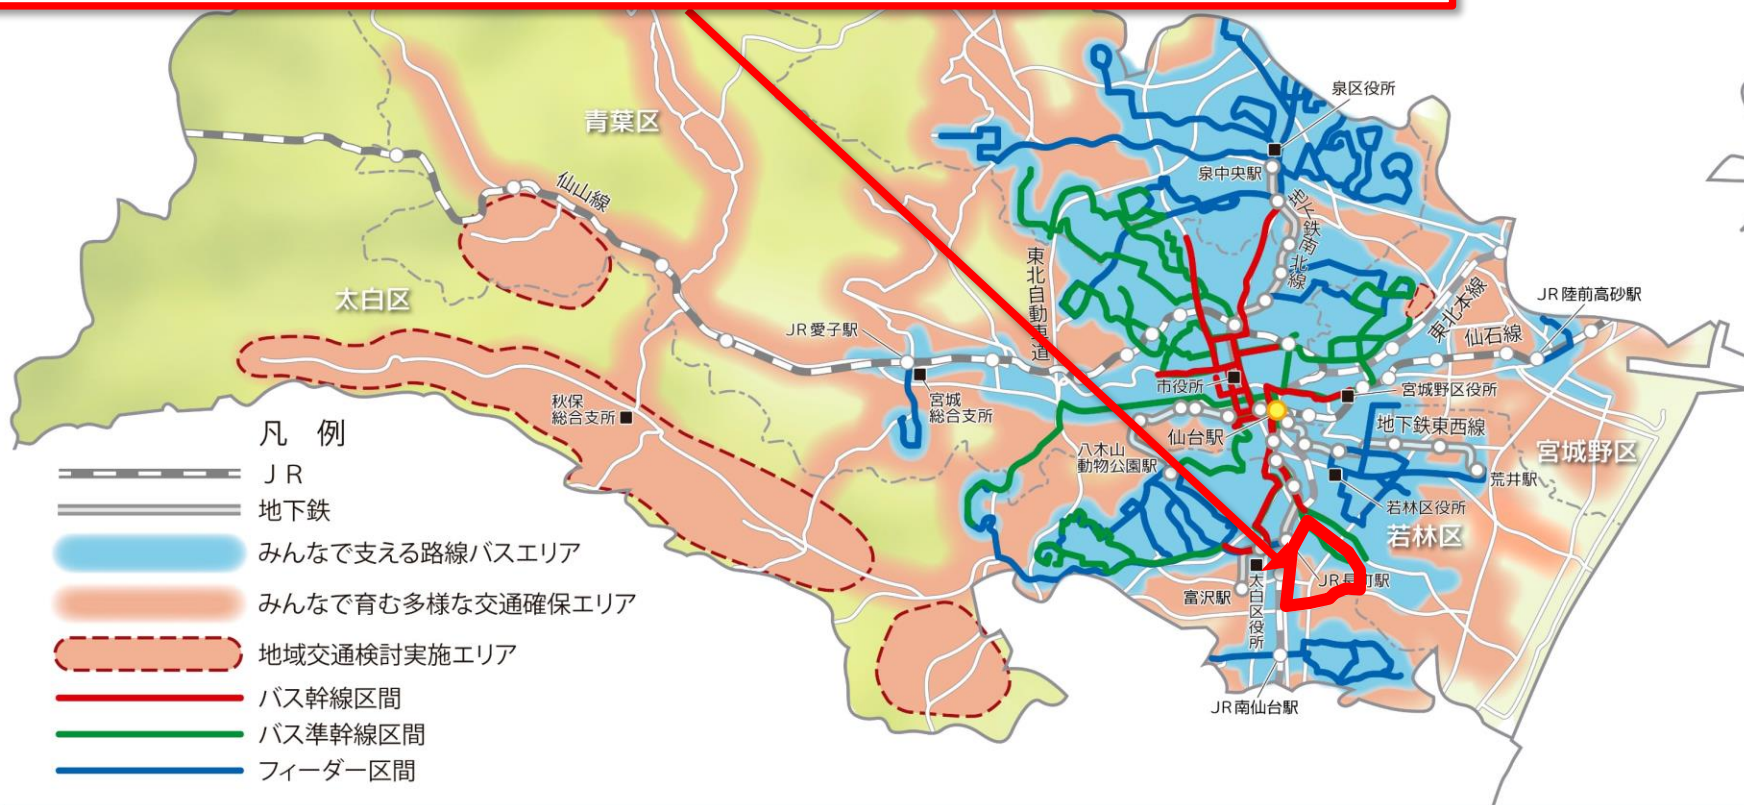 泉区役所
青葉区
泉中央駅
仙山線
地下鉄南北線
東北自動車道
太白区
東北本線
JR陸前高砂駅
JR愛子駅
仙石線
市役所
宮城野区役所
秋保
総合支所
宮城
総合支所
地下鉄東西線
仙台駅
宮城野区
八木山
動物公園駅
荒井駅
若林区役所
若林区
JR長町駅
富沢駅
太白区役所
JR南仙台駅
凡 例
JR
地下鉄
みんなで支える路線バスエリア
みんなで育む多様な交通確保エリア
地域交通検討実施エリア
バス幹線区間
バス準幹線区間
フィーダー区間